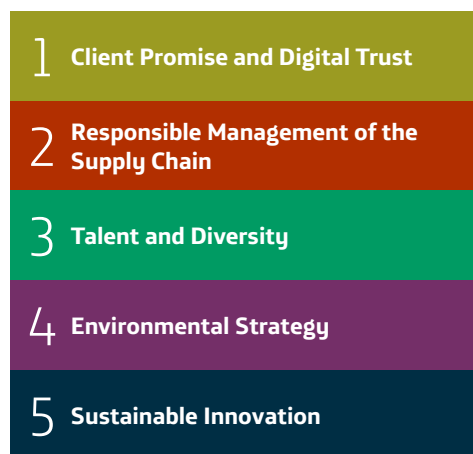 1 Client Promise and Digital Trust
2 Responsible Management of the
Supply Chain
3 Talent and Diversity
4 Environmental Strategy
5 Sustainable Innovation